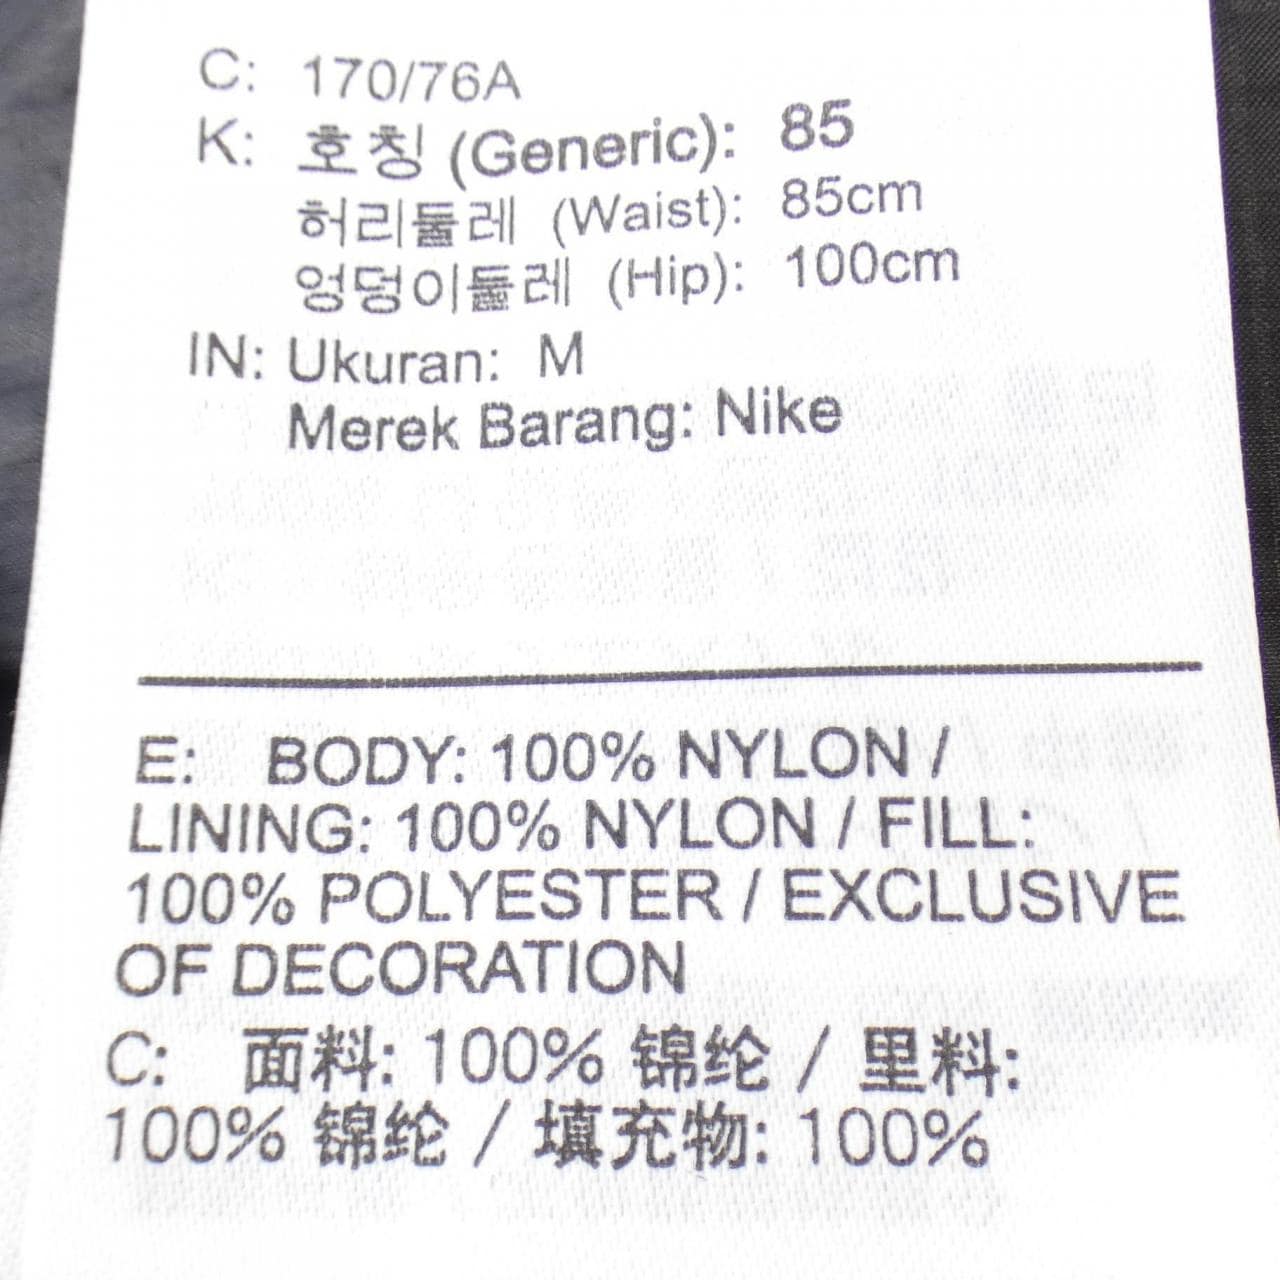 C: 170/76A
K: 호칭 (Generic): 85
허리둘레 (Waist): 85cm
엉덩이둘레 (Hip): 100cm
IN: Ukuran: M
Merek Barang: Nike
E: BODY: 100% NYLON /
LINING: 100% NYLON / FILL:
100% POLYESTER / EXCLUSIVE
OF DECORATION
C: 面料: 100% 锦纶 / 里料:
100% 锦纶 / 填充物: 100%